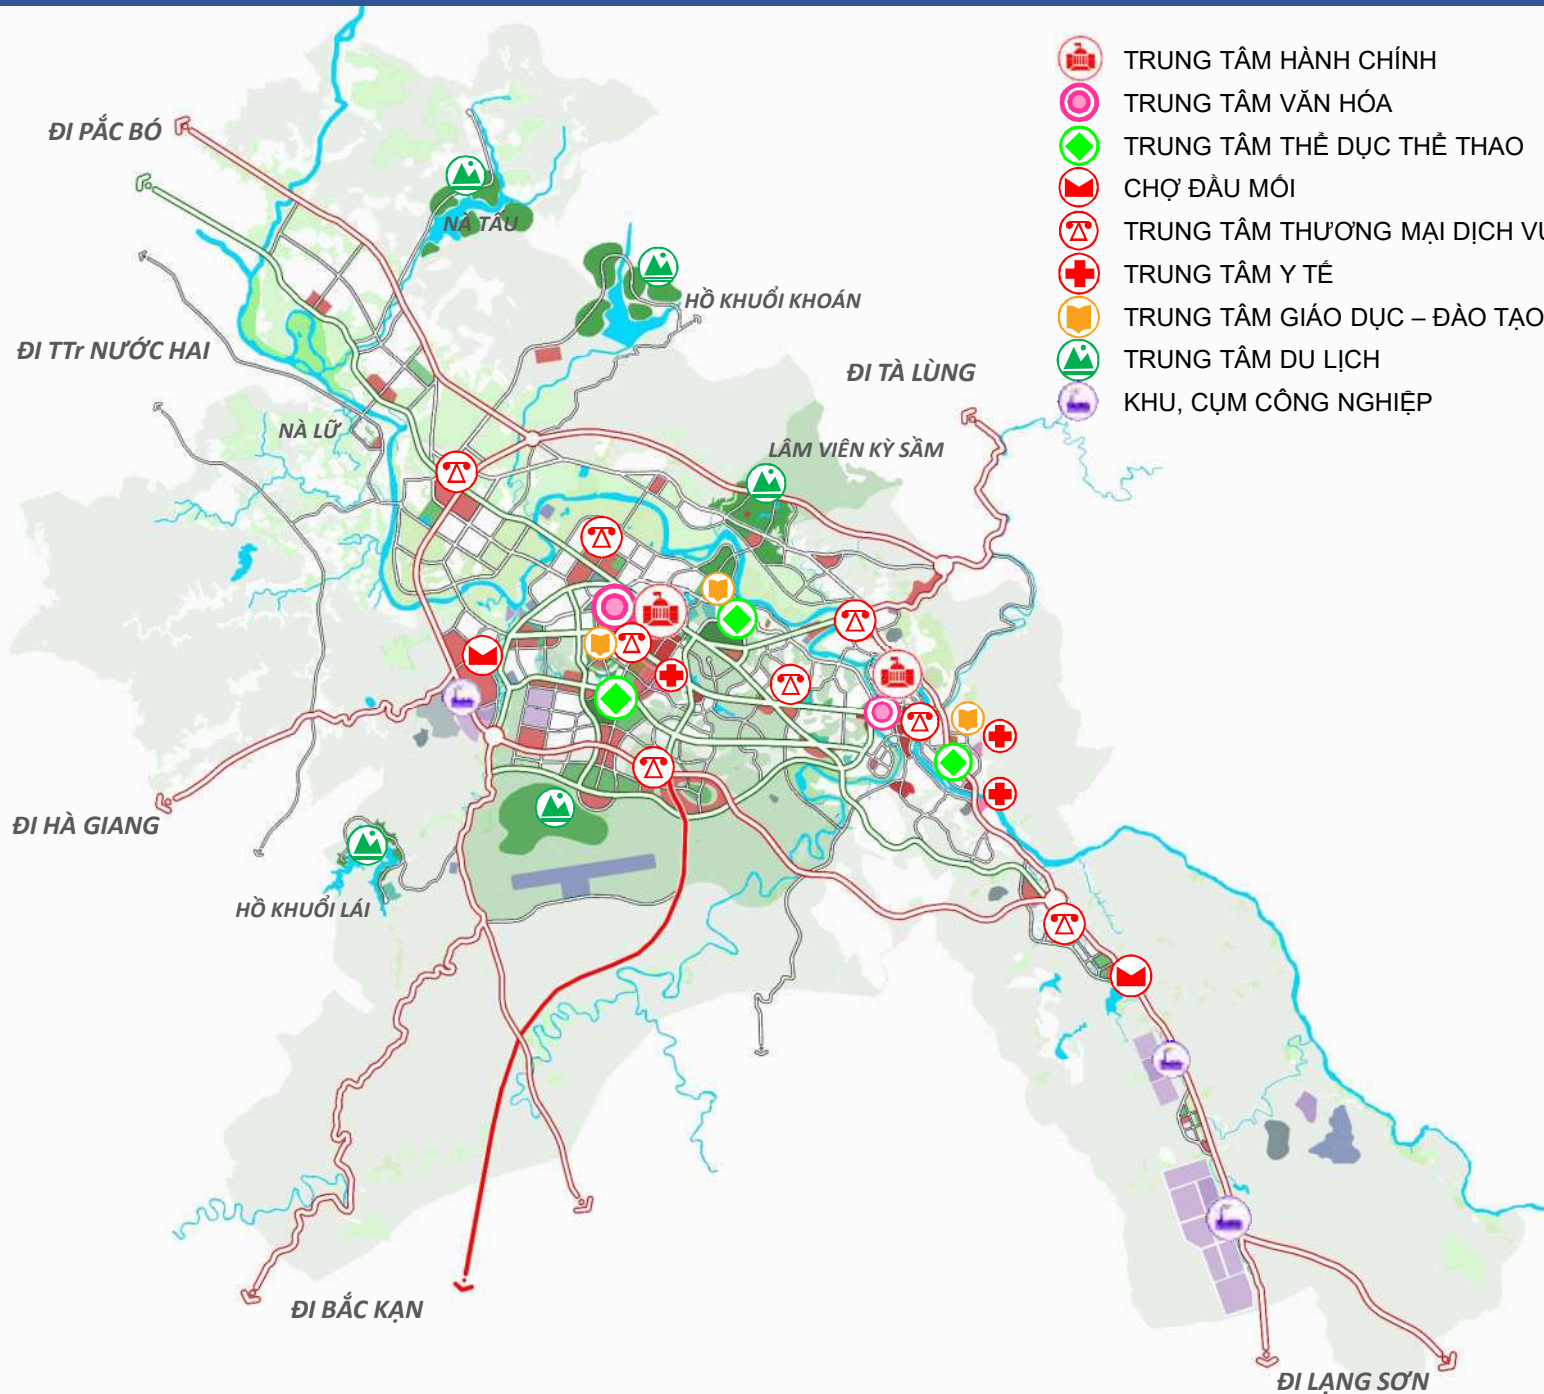 TRUNG TÂM HÀNH CHÍNH
TRUNG TÂM VĂN HÓA
TRUNG TÂM THỂ DỤC THỂ THAO
CHỢ ĐẦU MỐI
TRUNG TÂM THƯƠNG MẠI DỊCH VỤ
TRUNG TÂM Y TẾ
TRUNG TÂM GIÁO DỤC – ĐÀO TẠO
TRUNG TÂM DU LỊCH
KHU, CỤM CÔNG NGHIỆP
ĐI PẮC BÓ
NÀ TẤU
HỒ KHUỔI KHOÁN
ĐI TTr NƯỚC HAI
ĐI TÀ LÙNG
NÀ LỮ
LÂM VIÊN KỲ SẦM
ĐI HÀ GIANG
HỒ KHUỔI LÁI
ĐI BẮC KẠN
ĐI LẠNG SƠN